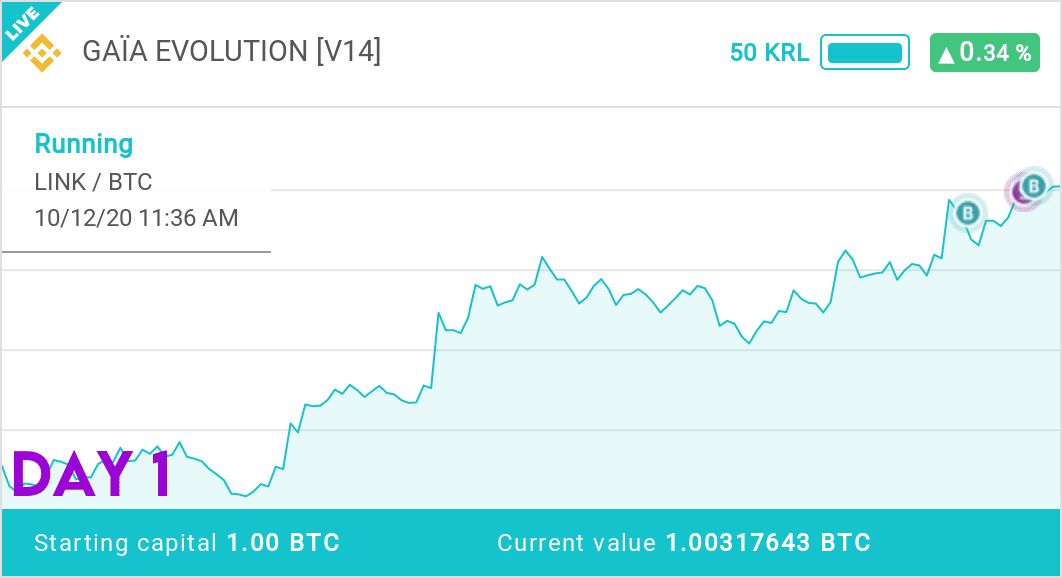 LIVE
GAÏA EVOLUTION [V14]
50 KRL
▲0.34 %
Running
LINK / BTC
10/12/20 11:36 AM
B
B
DAY 1
Starting capital 1.00 BTC
Current value 1.00317643 BTC